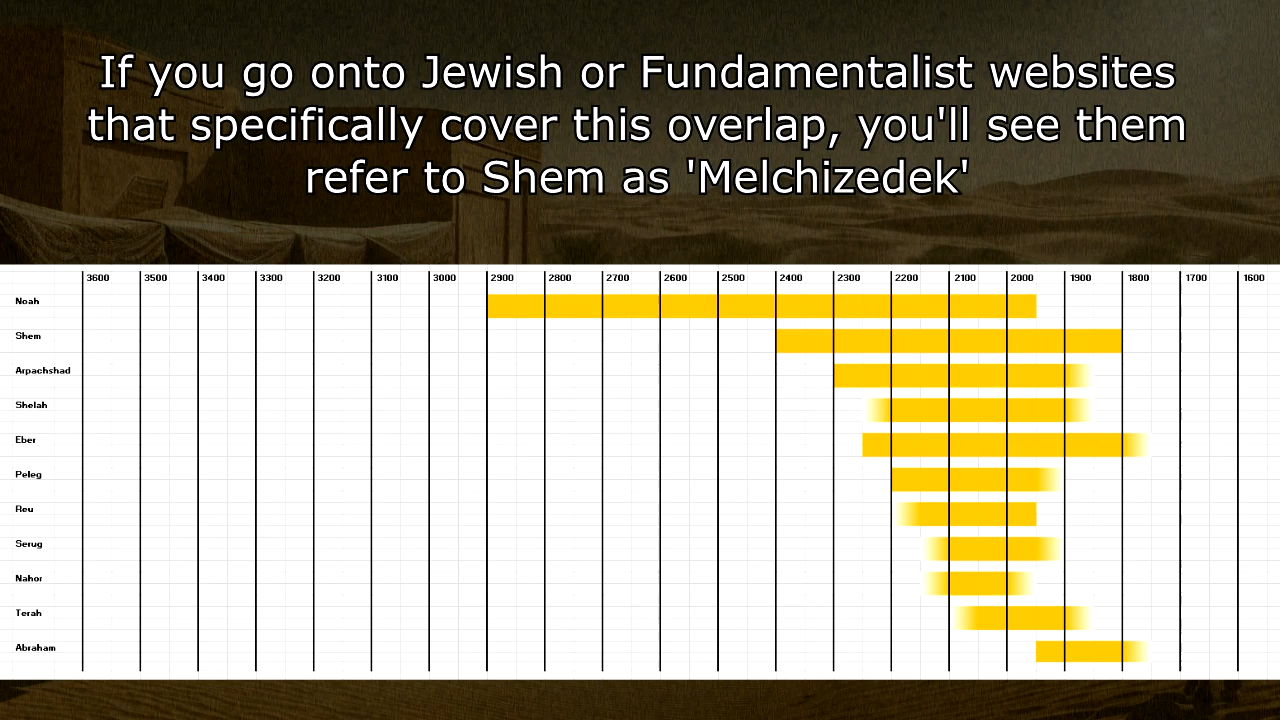 If you go onto Jewish or Fundamentalist websites
that specifically cover this overlap, you'll see them
refer to Shem as 'Melchizedek'
3600 3500 3400 3300 3200 3100 3000 2900 2800 2700 2600 2500 2400 2300 2200 2100 2000 1900 1800 1700 1600
Noah
Shem
Arpachshad
Shelah
Eber
Peleg
Reu
Serug
Nahor
Terah
Abraham